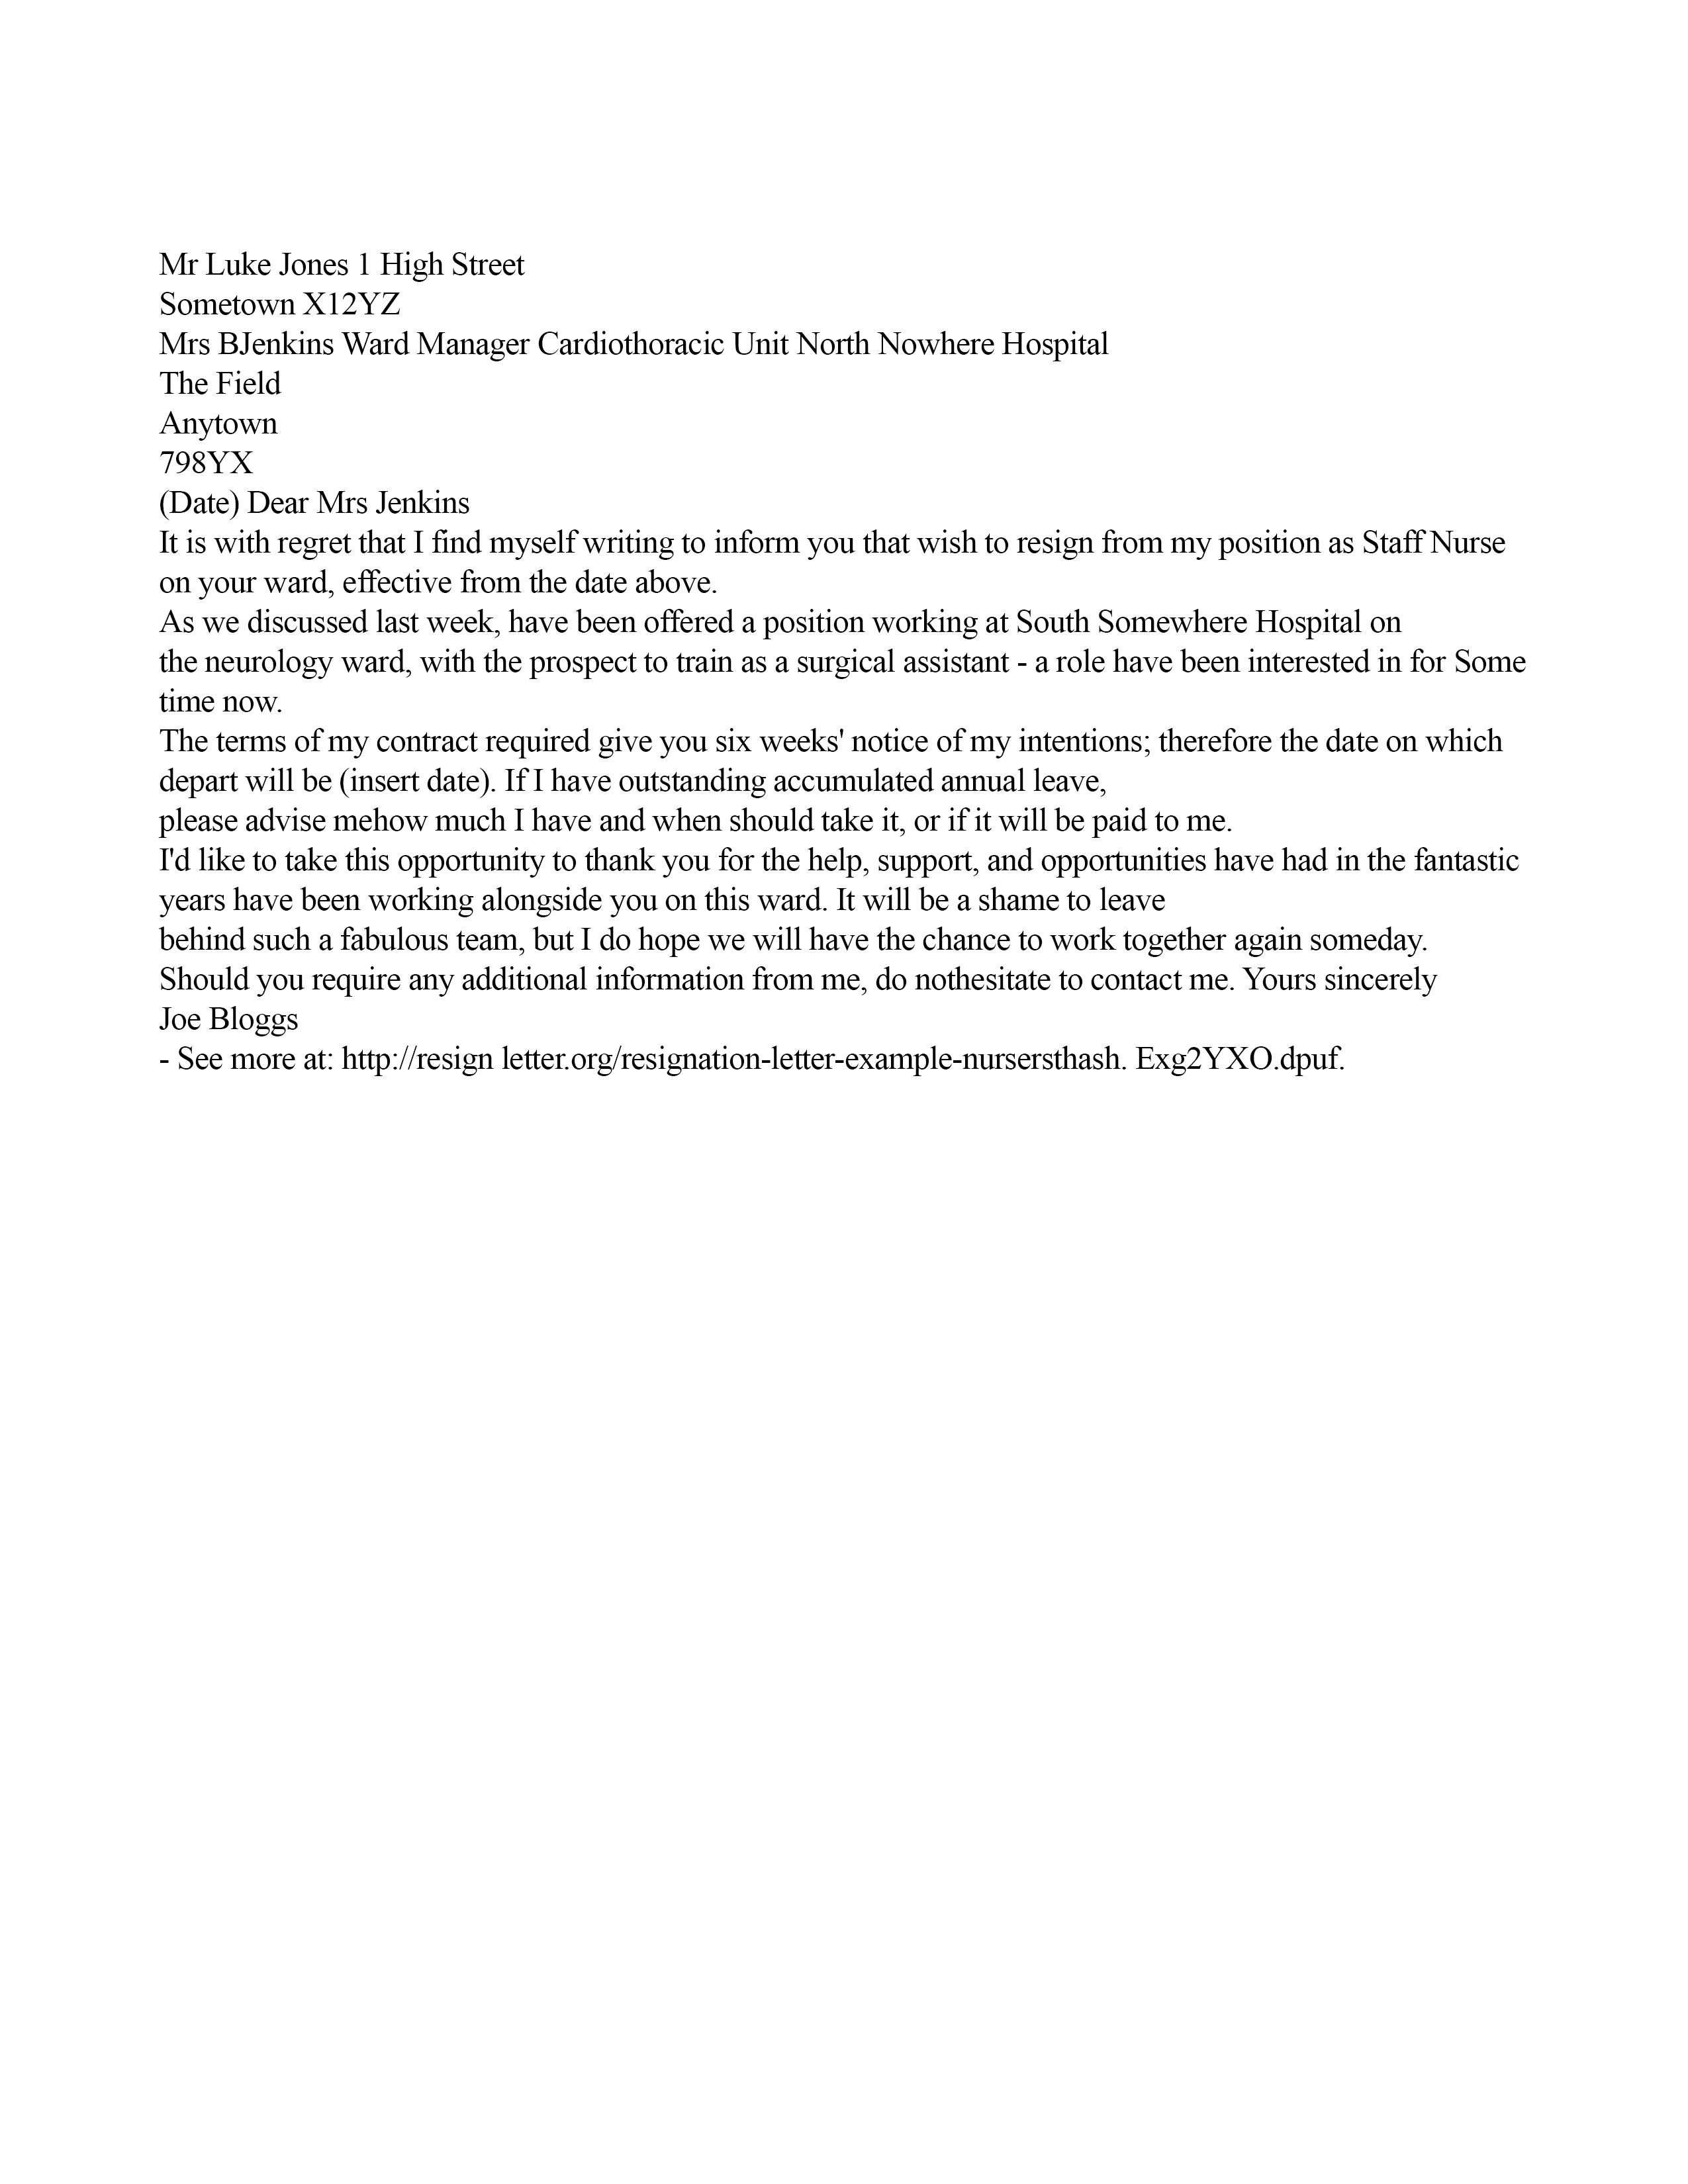 Mr Luke Jones 1 High Street
Sometown X12YZ
Mrs BJenkins Ward Manager Cardiothoracic Unit North Nowhere Hospital
The Field
Anytown
798YX
(Date) Dear Mrs Jenkins
It is with regret that I find myself writing to inform you that wish to resign from my position as Staff Nurse
on your ward, effective from the date above.
As we discussed last week, have been offered a position working at South Somewhere Hospital on
the neurology ward, with the prospect to train as a surgical assistant - a role have been interested in for Some
time now.
The terms of my contract required give you six weeks' notice of my intentions; therefore the date on which
depart will be (insert date). If I have outstanding accumulated annual leave,
please advise mehow much I have and when should take it, or if it will be paid to me.
I'd like to take this opportunity to thank you for the help, support, and opportunities have had in the fantastic
years have been working alongside you on this ward. It will be a shame to leave
behind such a fabulous team, but I do hope we will have the chance to work together again someday.
Should you require any additional information from me, do nothesitate to contact me. Yours sincerely
Joe Bloggs
- See more at: http://resign letter.org/resignation-letter-example-nursersthash. Exg2YXO.dpuf.